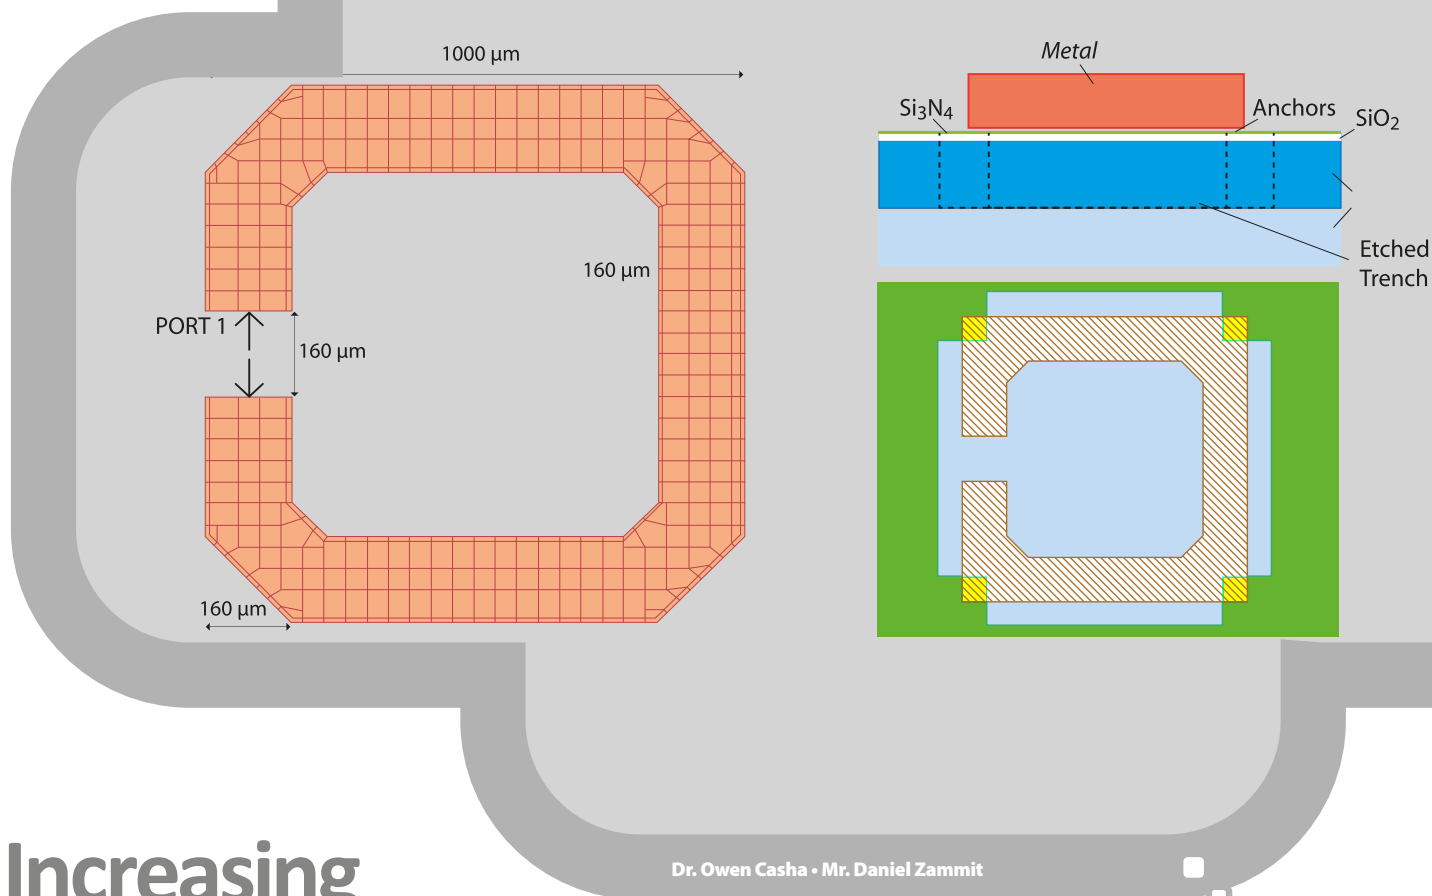 1000 µm
160 µm
PORT 1
160 µm
160 µm
Metal
Si3N4
Anchors
SiO2
Etched
Trench
Increasing
Dr. Owen Casha • Mr. Daniel Zammit